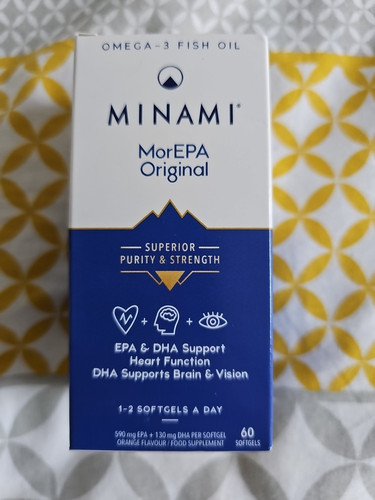 OMEGA-3 FISH OIL
MINAMI®
MorEPA
Original
SUPERIOR
PURITY & STRENGTH
+ +
EPA & DHA Support
Heart Function
DHA Supports Brain & Vision
1-2 SOFTGELS A DAY
590 mg EPA + 130 mg DHA PER SOFTGEL
ORANGE FLAVOUR / FOOD SUPPLEMENT
60
SOFTGELS